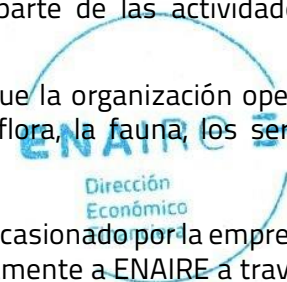 parte de las actividade
ue la organización ope
flora, la fauna, los ser
ENAIRE
Dirección
Económico
Financiera
casionado por la empre
mente a ENAIRE a trav